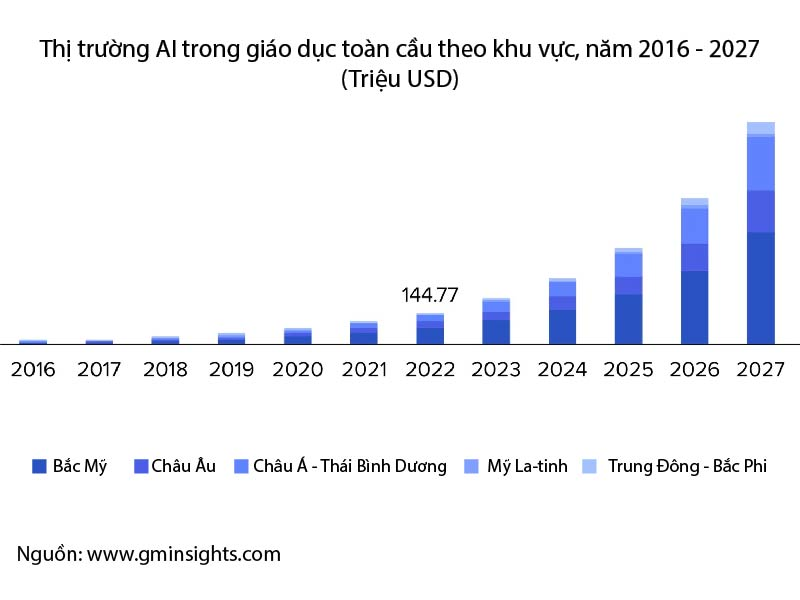 Thị trường AI trong giáo dục toàn cầu theo khu vực, năm 2016 - 2027
(Triệu USD)
144.77
2016 2017 2018 2019 2020 2021 2022 2023 2024 2025 2026 2027
Bắc Mỹ Châu Âu Châu Á - Thái Bình Dương Mỹ La-tinh Trung Đông - Bắc Phi
Nguồn: www.gminsights.com